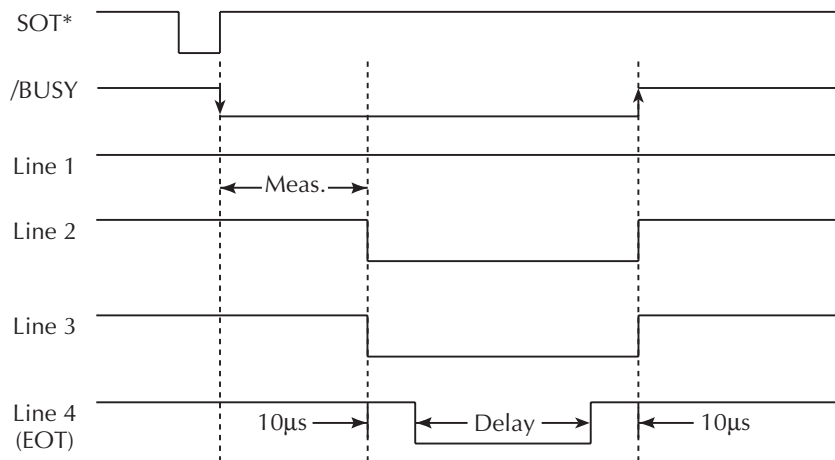 SOT*
/BUSY
Line 1
Meas.
Line 2
Line 3
Line 4
(EOT)
10µs
Delay
10µs